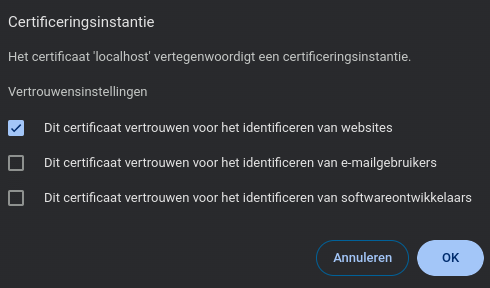 Certificeringsinstantie
Het certificaat 'localhost' vertegenwoordigt een certificeringsinstantie.
Vertrouwensinstellingen
Dit certificaat vertrouwen voor het identificeren van websites
Dit certificaat vertrouwen voor het identificeren van e-mailgebruikers
Dit certificaat vertrouwen voor het identificeren van softwareontwikkelaars
Annuleren OK